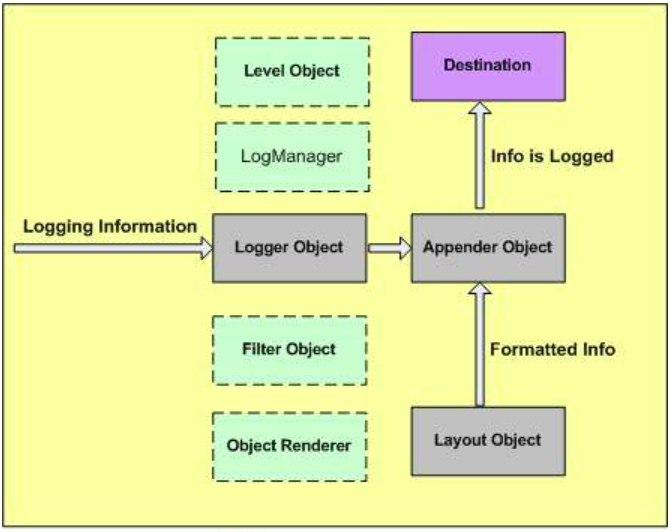 Level Object
Destination
LogManager
Info is Logged
Logging Information
Logger Object
Appender Object
Filter Object
Formatted Info
Object Renderer
Layout Object